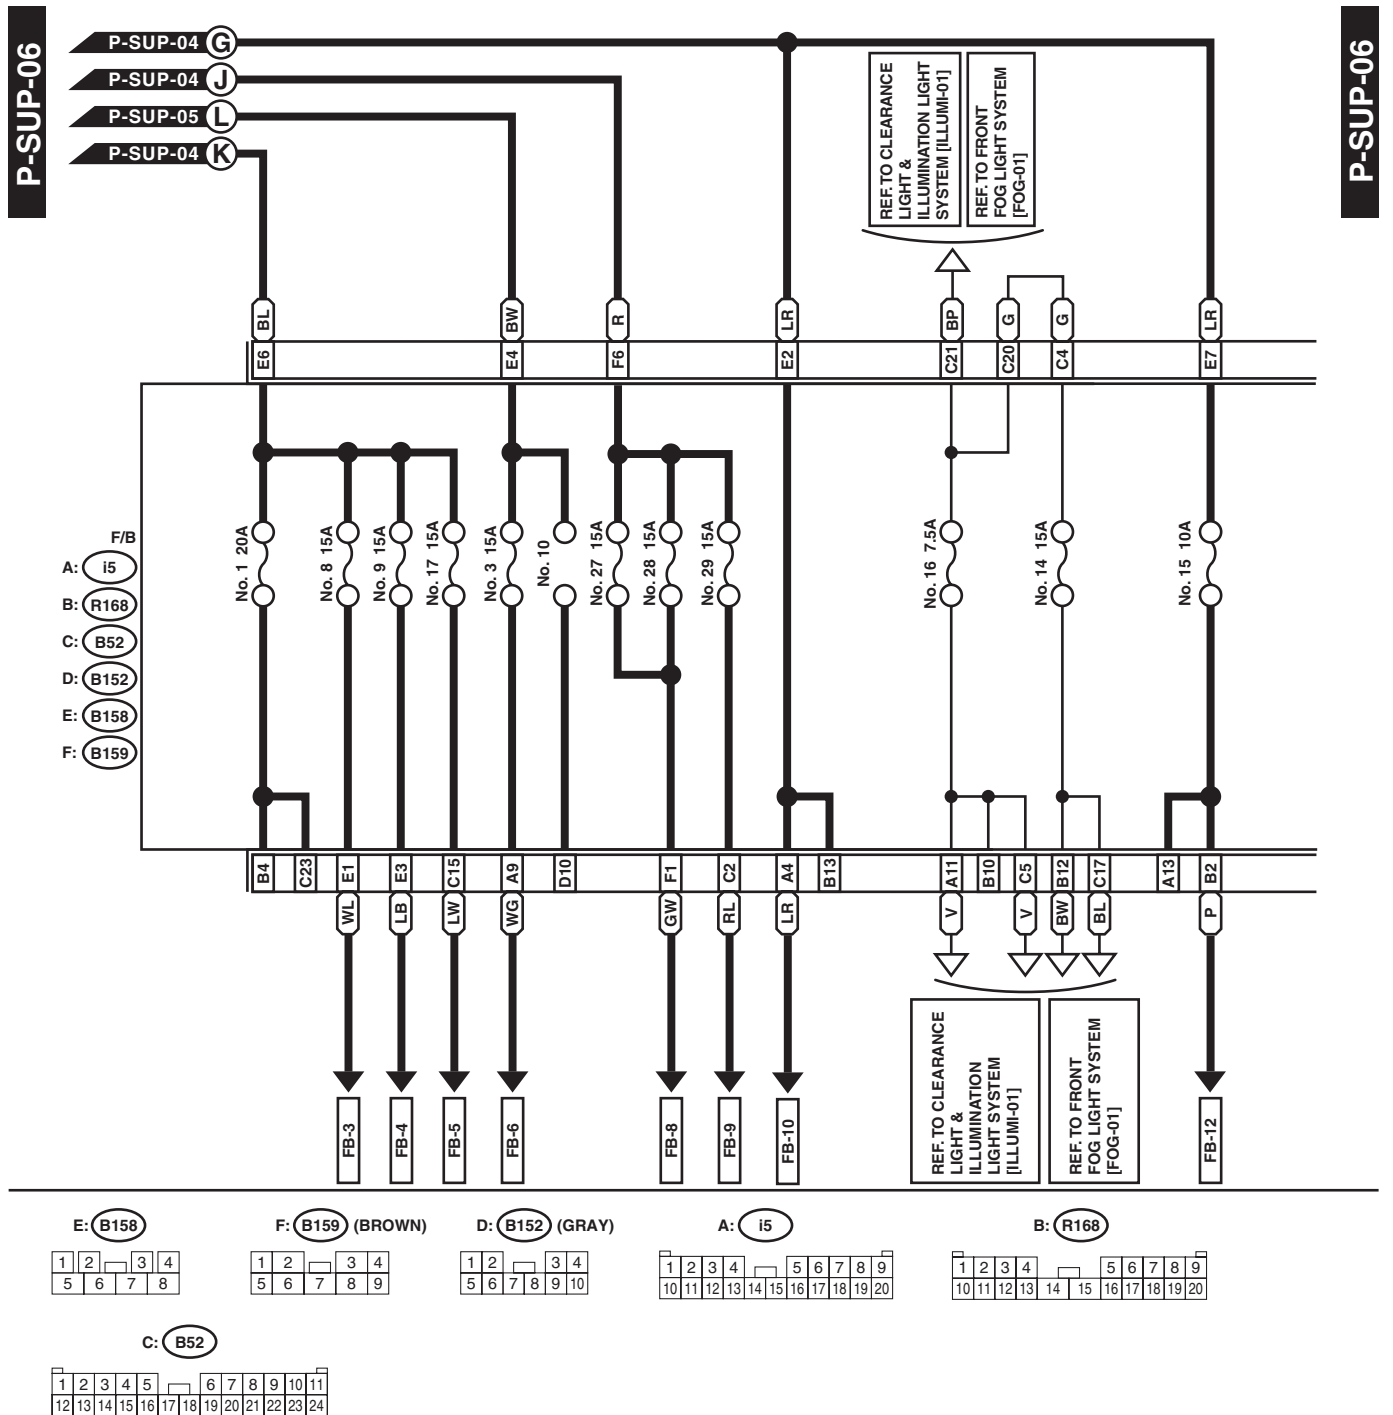 P-SUP-06
P-SUP-06
P-SUP-04 G
P-SUP-04 J
P-SUP-05 L
P-SUP-04 K
REF. TO CLEARANCE
LIGHT &
ILLUMINATION LIGHT
SYSTEM [ILLUMI-01]
REF. TO FRONT
FOG LIGHT SYSTEM
[FOG-01]
BL BW R LR BP G G LR
E6 E4 F6 E2 C21 C20 C4 E7
No. 1 20A
No. 8 15A
No. 9 15A
No. 17 15A
No. 3 15A
No. 10
No. 27 15A
No. 28 15A
No. 29 15A
No. 16 7.5A
No. 14 15A
No. 15 10A
F/B
A: i5
B: R168
C: B52
D: B152
E: B158
F: B159
B4 C23 E1 E3 C15 A9 D10 F1 C2 A4 B13 A11 B10 C5 B12 C17 A13 B2
WL LB LW WG GW RL LR V V BW BL P
FB-3
FB-4
FB-5
FB-6
FB-8
FB-9
FB-10
REF. TO CLEARANCE
LIGHT &
ILLUMINATION
LIGHT SYSTEM
[ILLUMI-01]
REF. TO FRONT
FOG LIGHT SYSTEM
[FOG-01]
FB-12
E: B158
1 2 3 4
5 6 7 8
F: B159 (BROWN)
1 2 3 4
5 6 7 8 9
D: B152 (GRAY)
1 2 3 4
5 6 7 8 9 10
A: i5
1 2 3 4 5 6 7 8 9
10 11 12 13 14 15 16 17 18 19 20
B: R168
1 2 3 4 5 6 7 8 9
10 11 12 13 14 15 16 17 18 19 20
C: B52
1 2 3 4 5 6 7 8 9 10 11
12 13 14 15 16 17 18 19 20 21 22 23 24